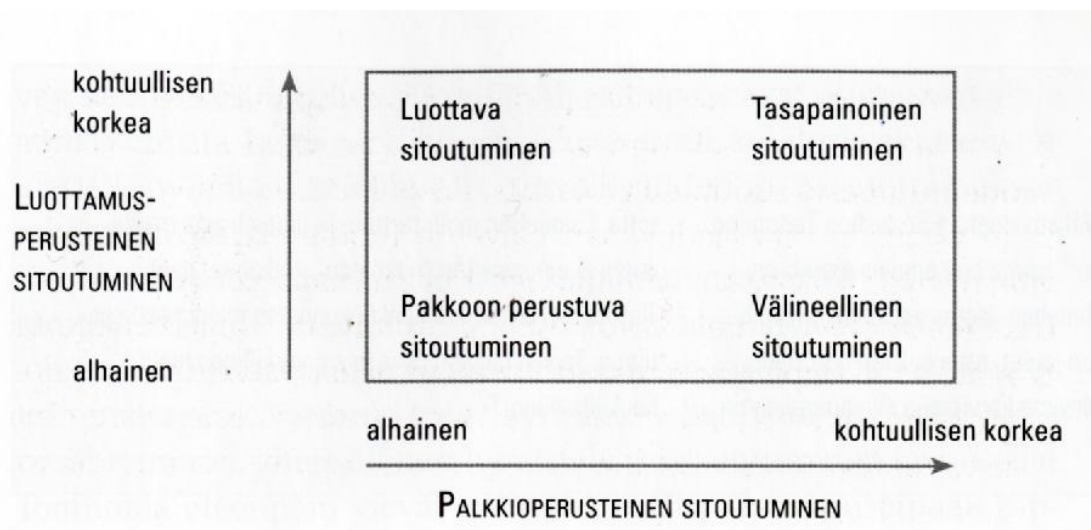 kohtuullisen
korkea
LUOTTAMUS-
PERUSTEINEN
SITOUTUMINEN
alhainen
Luottava
sitoutuminen
Tasapainoinen
sitoutuminen
Pakkoon perustuva
sitoutuminen
Välineellinen
sitoutuminen
alhainen
kohtuullisen korkea
PALKKIOPERUSTEINEN SITOUTUMINEN